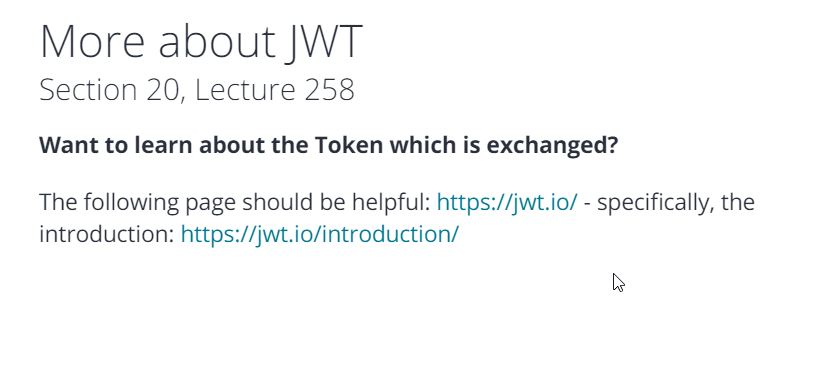 More about JWT
Section 20, Lecture 258
Want to learn about the Token which is exchanged?
The following page should be helpful: https://jwt.io/ - specifically, the
introduction: https://jwt.io/introduction/